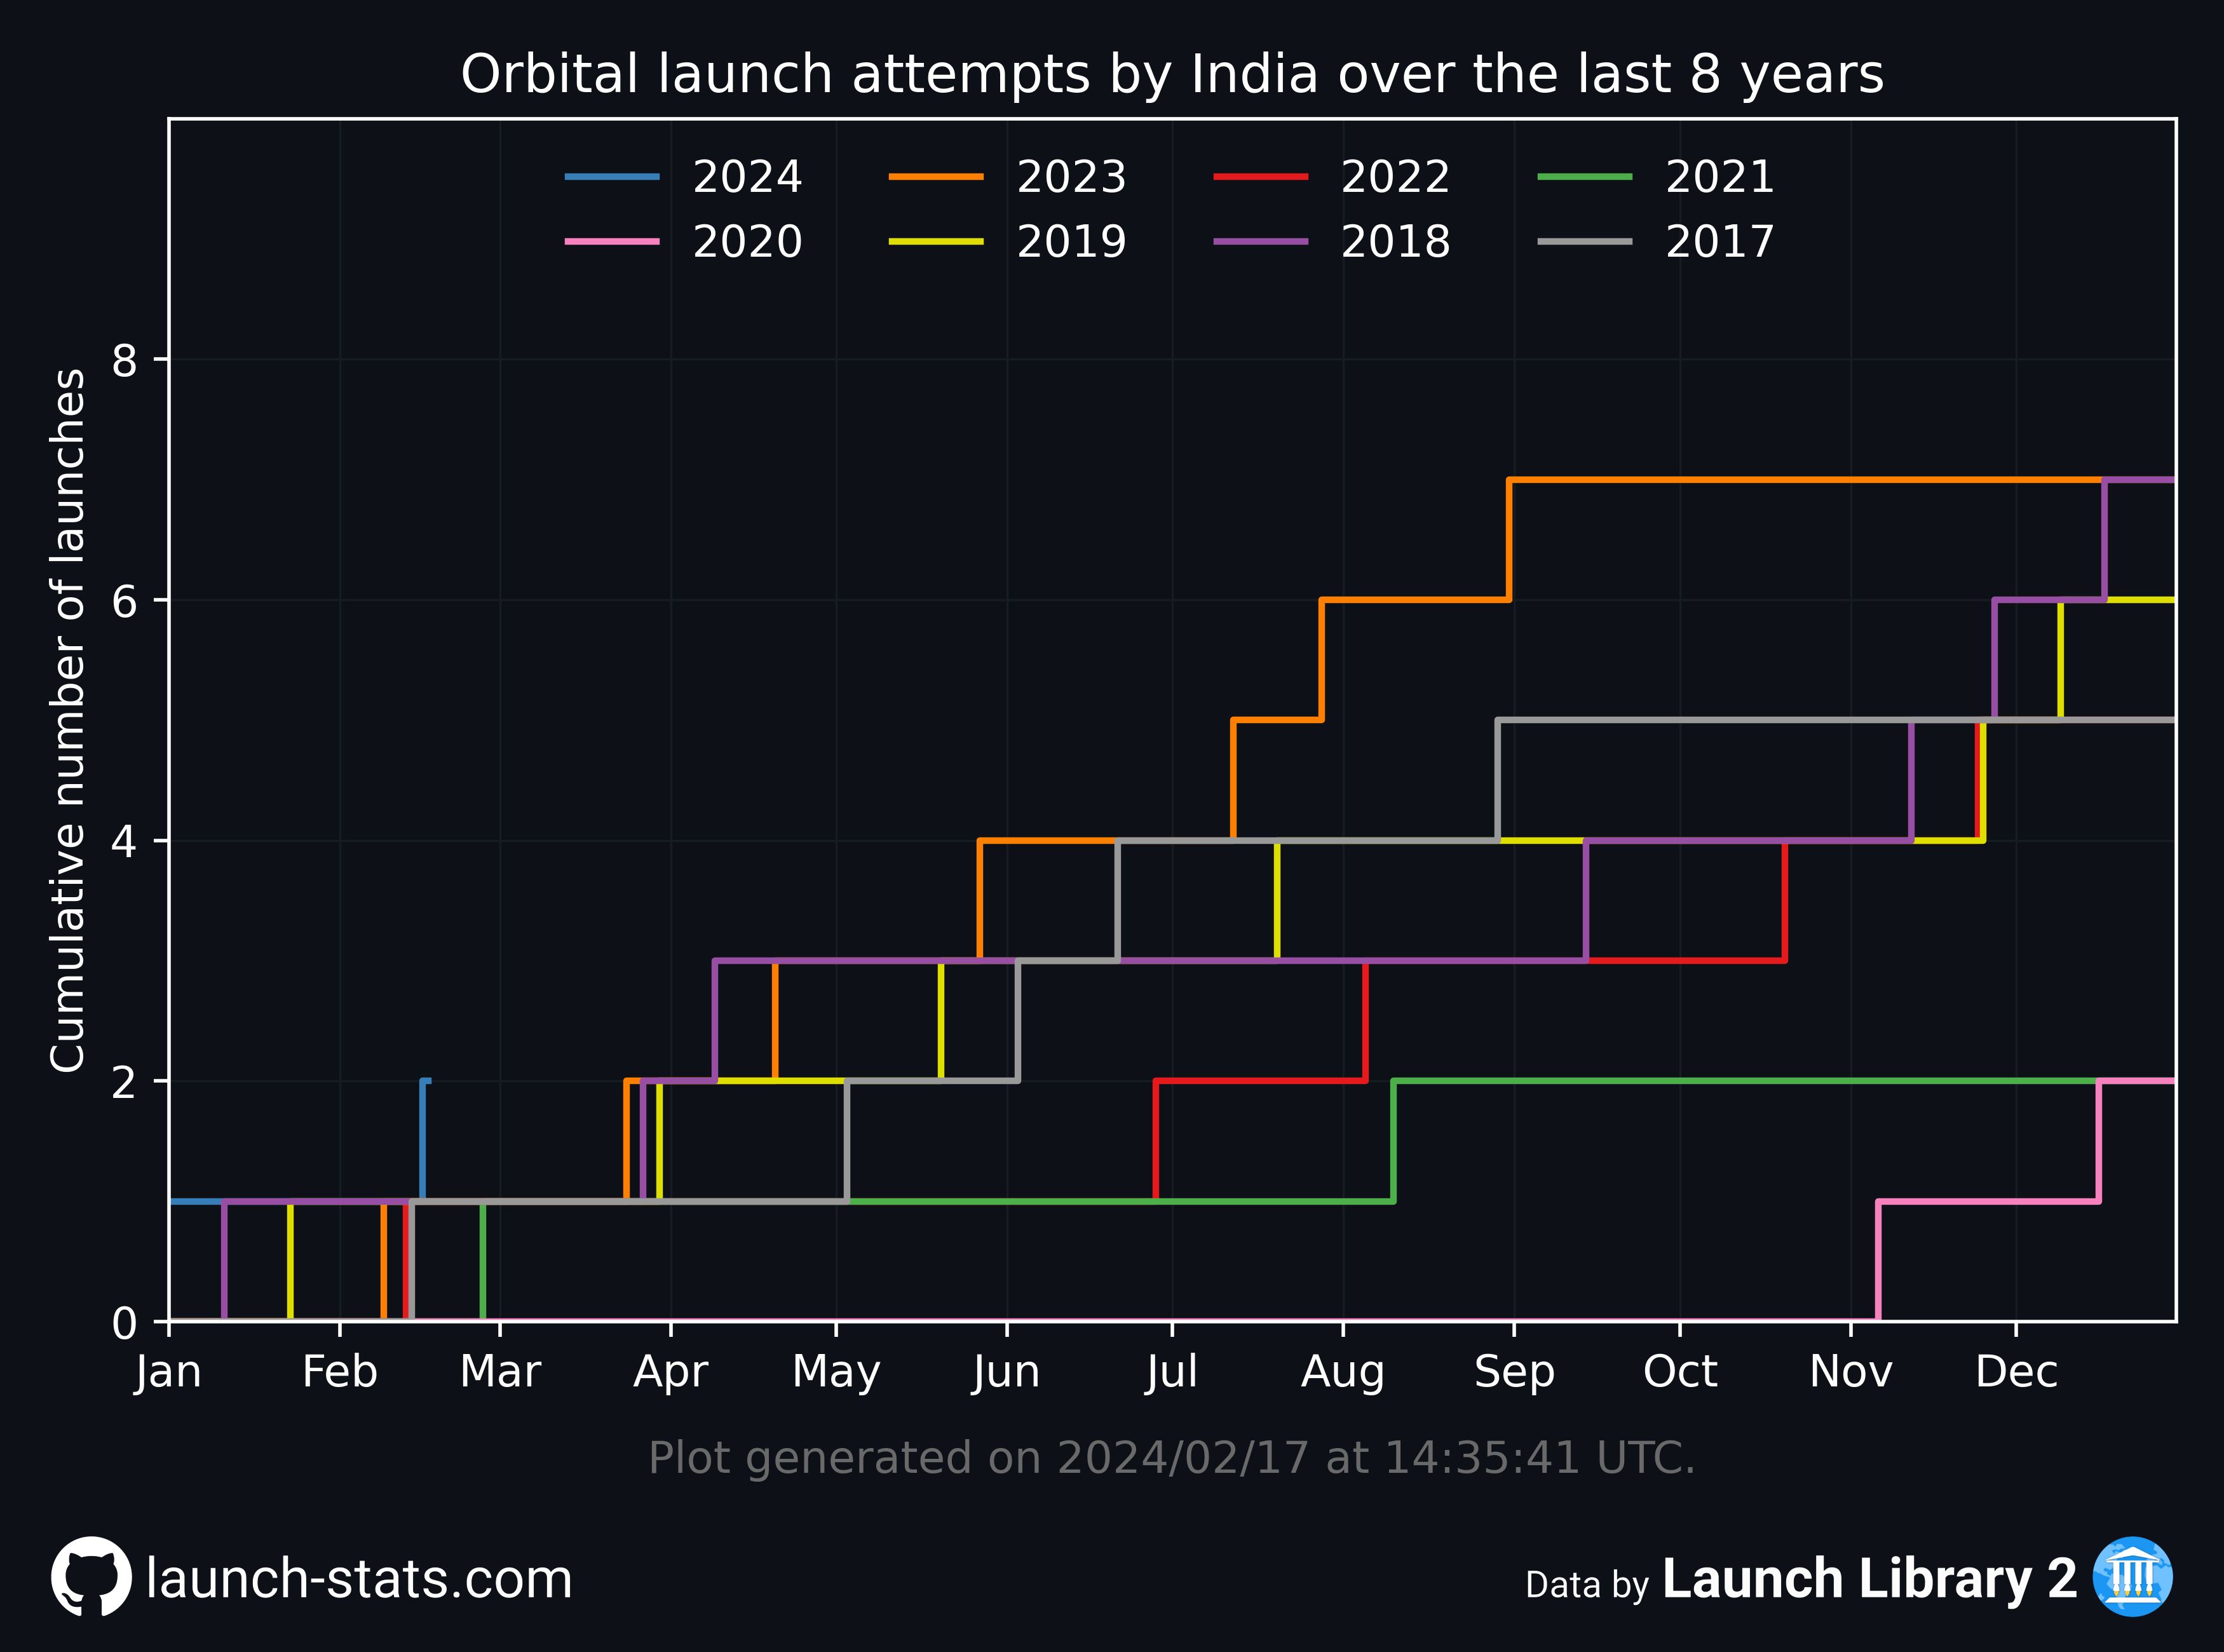 Orbital launch attempts by India over the last 8 years
2024 2023 2022 2021
2020 2019 2018 2017
Cumulative number of launches
8
6
4
2
0
Jan Feb Mar Apr May Jun Jul Aug Sep Oct Nov Dec
Plot generated on 2024/02/17 at 14:35:41 UTC.
launch-stats.com
Data by Launch Library 2